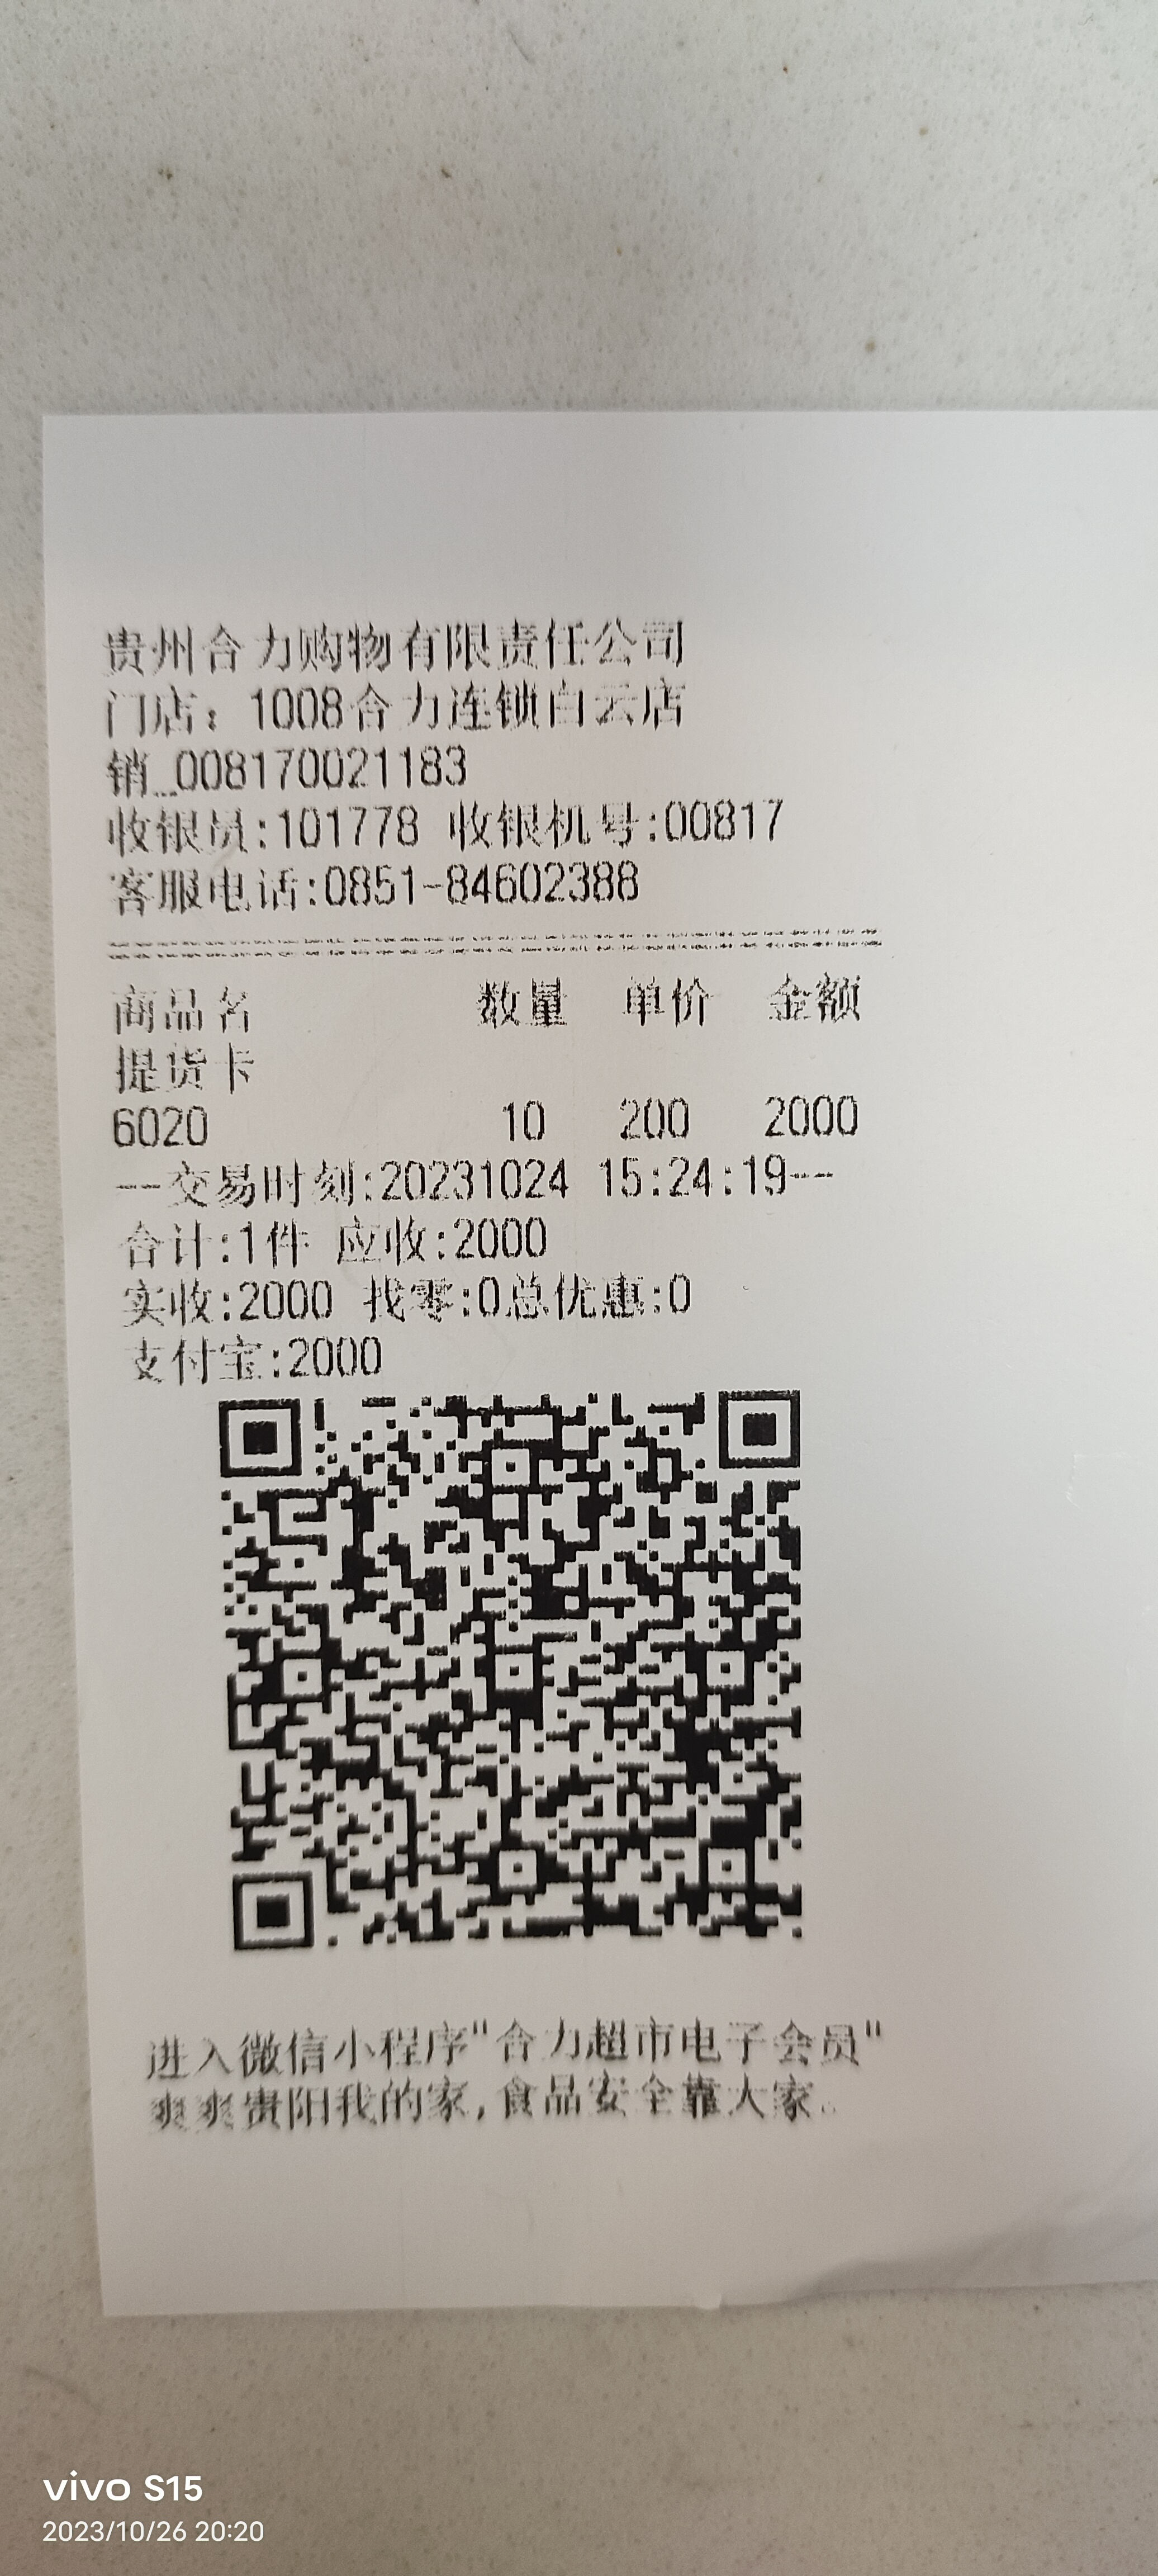 贵州合力购物有限责任公司
门店：1008合力连锁白云店
销_008170021183
收银员:101778 收银机号:00817
客服电话:0851-84602388
商品名 数量 单价 金额
提货卡
6020 10 200 2000
--交易时刻:20231024 15:24:19--
合计:1件 应收:2000
实收:2000 找零:0总优惠:0
支付宝:2000
进入微信小程序"合力超市电子会员"
爽爽贵阳我的家,食品安全靠大家.
vivo S15
2023/10/26 20:20